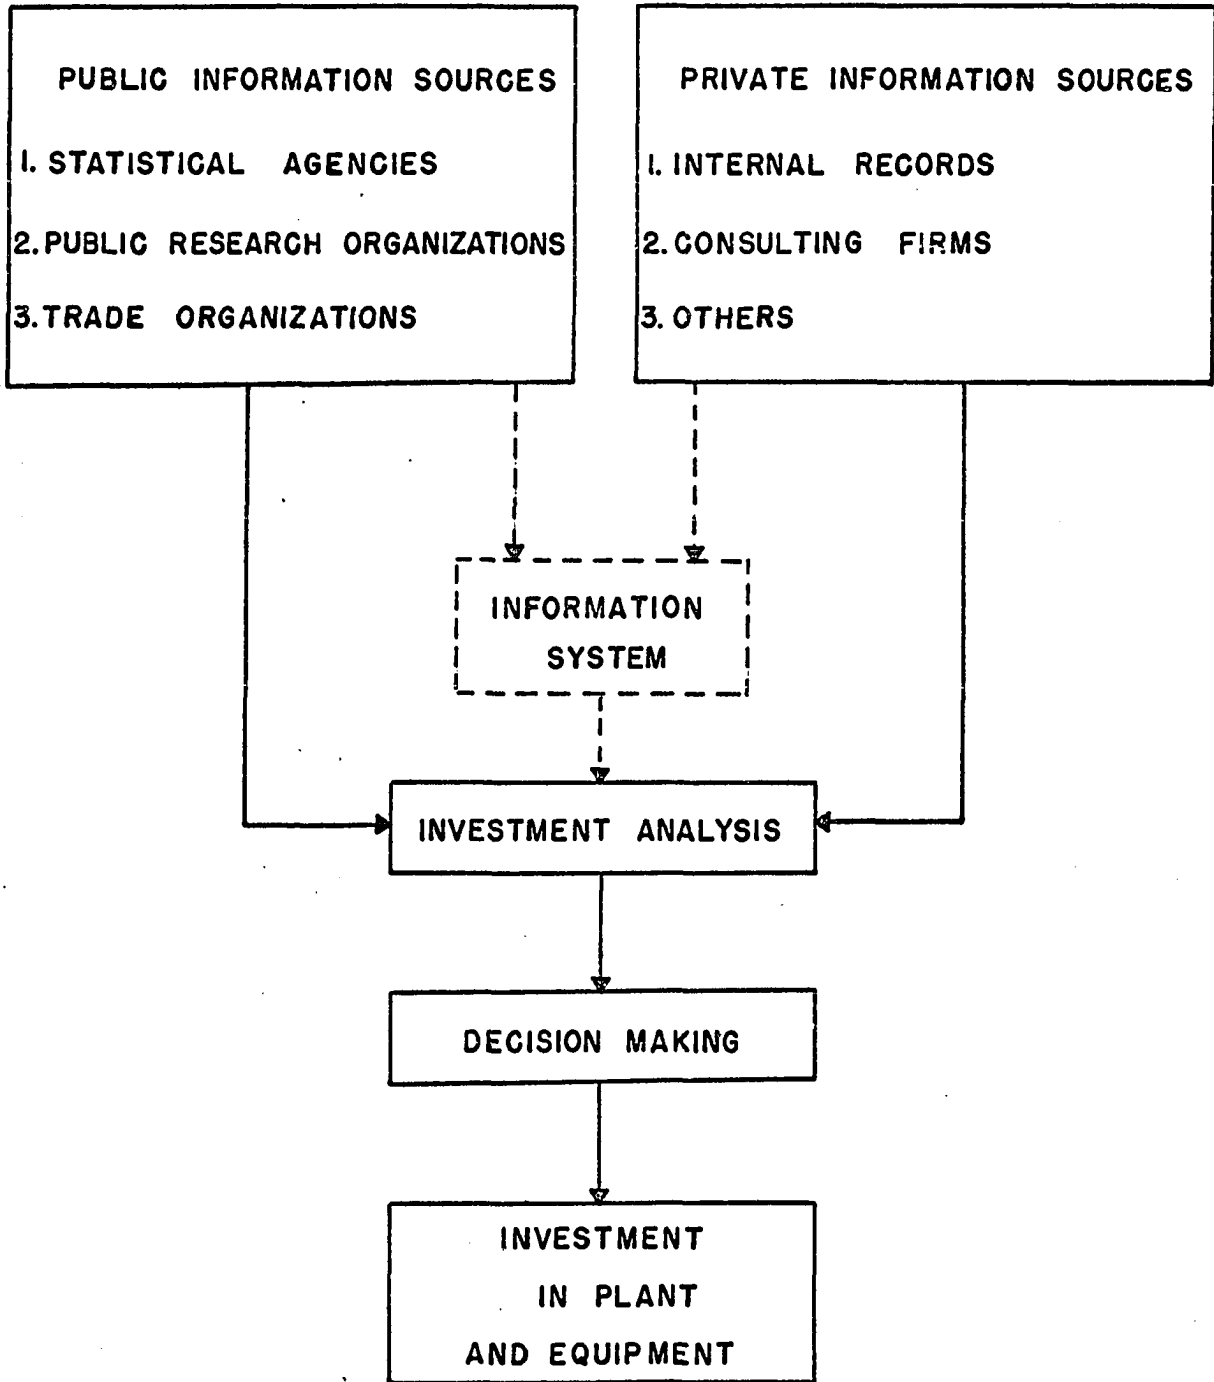 PUBLIC INFORMATION SOURCES
1. STATISTICAL AGENCIES
2. PUBLIC RESEARCH ORGANIZATIONS
3. TRADE ORGANIZATIONS
PRIVATE INFORMATION SOURCES
1. INTERNAL RECORDS
2. CONSULTING FIRMS
3. OTHERS
INFORMATION
SYSTEM
INVESTMENT ANALYSIS
DECISION MAKING
INVESTMENT
IN PLANT
AND EQUIPMENT